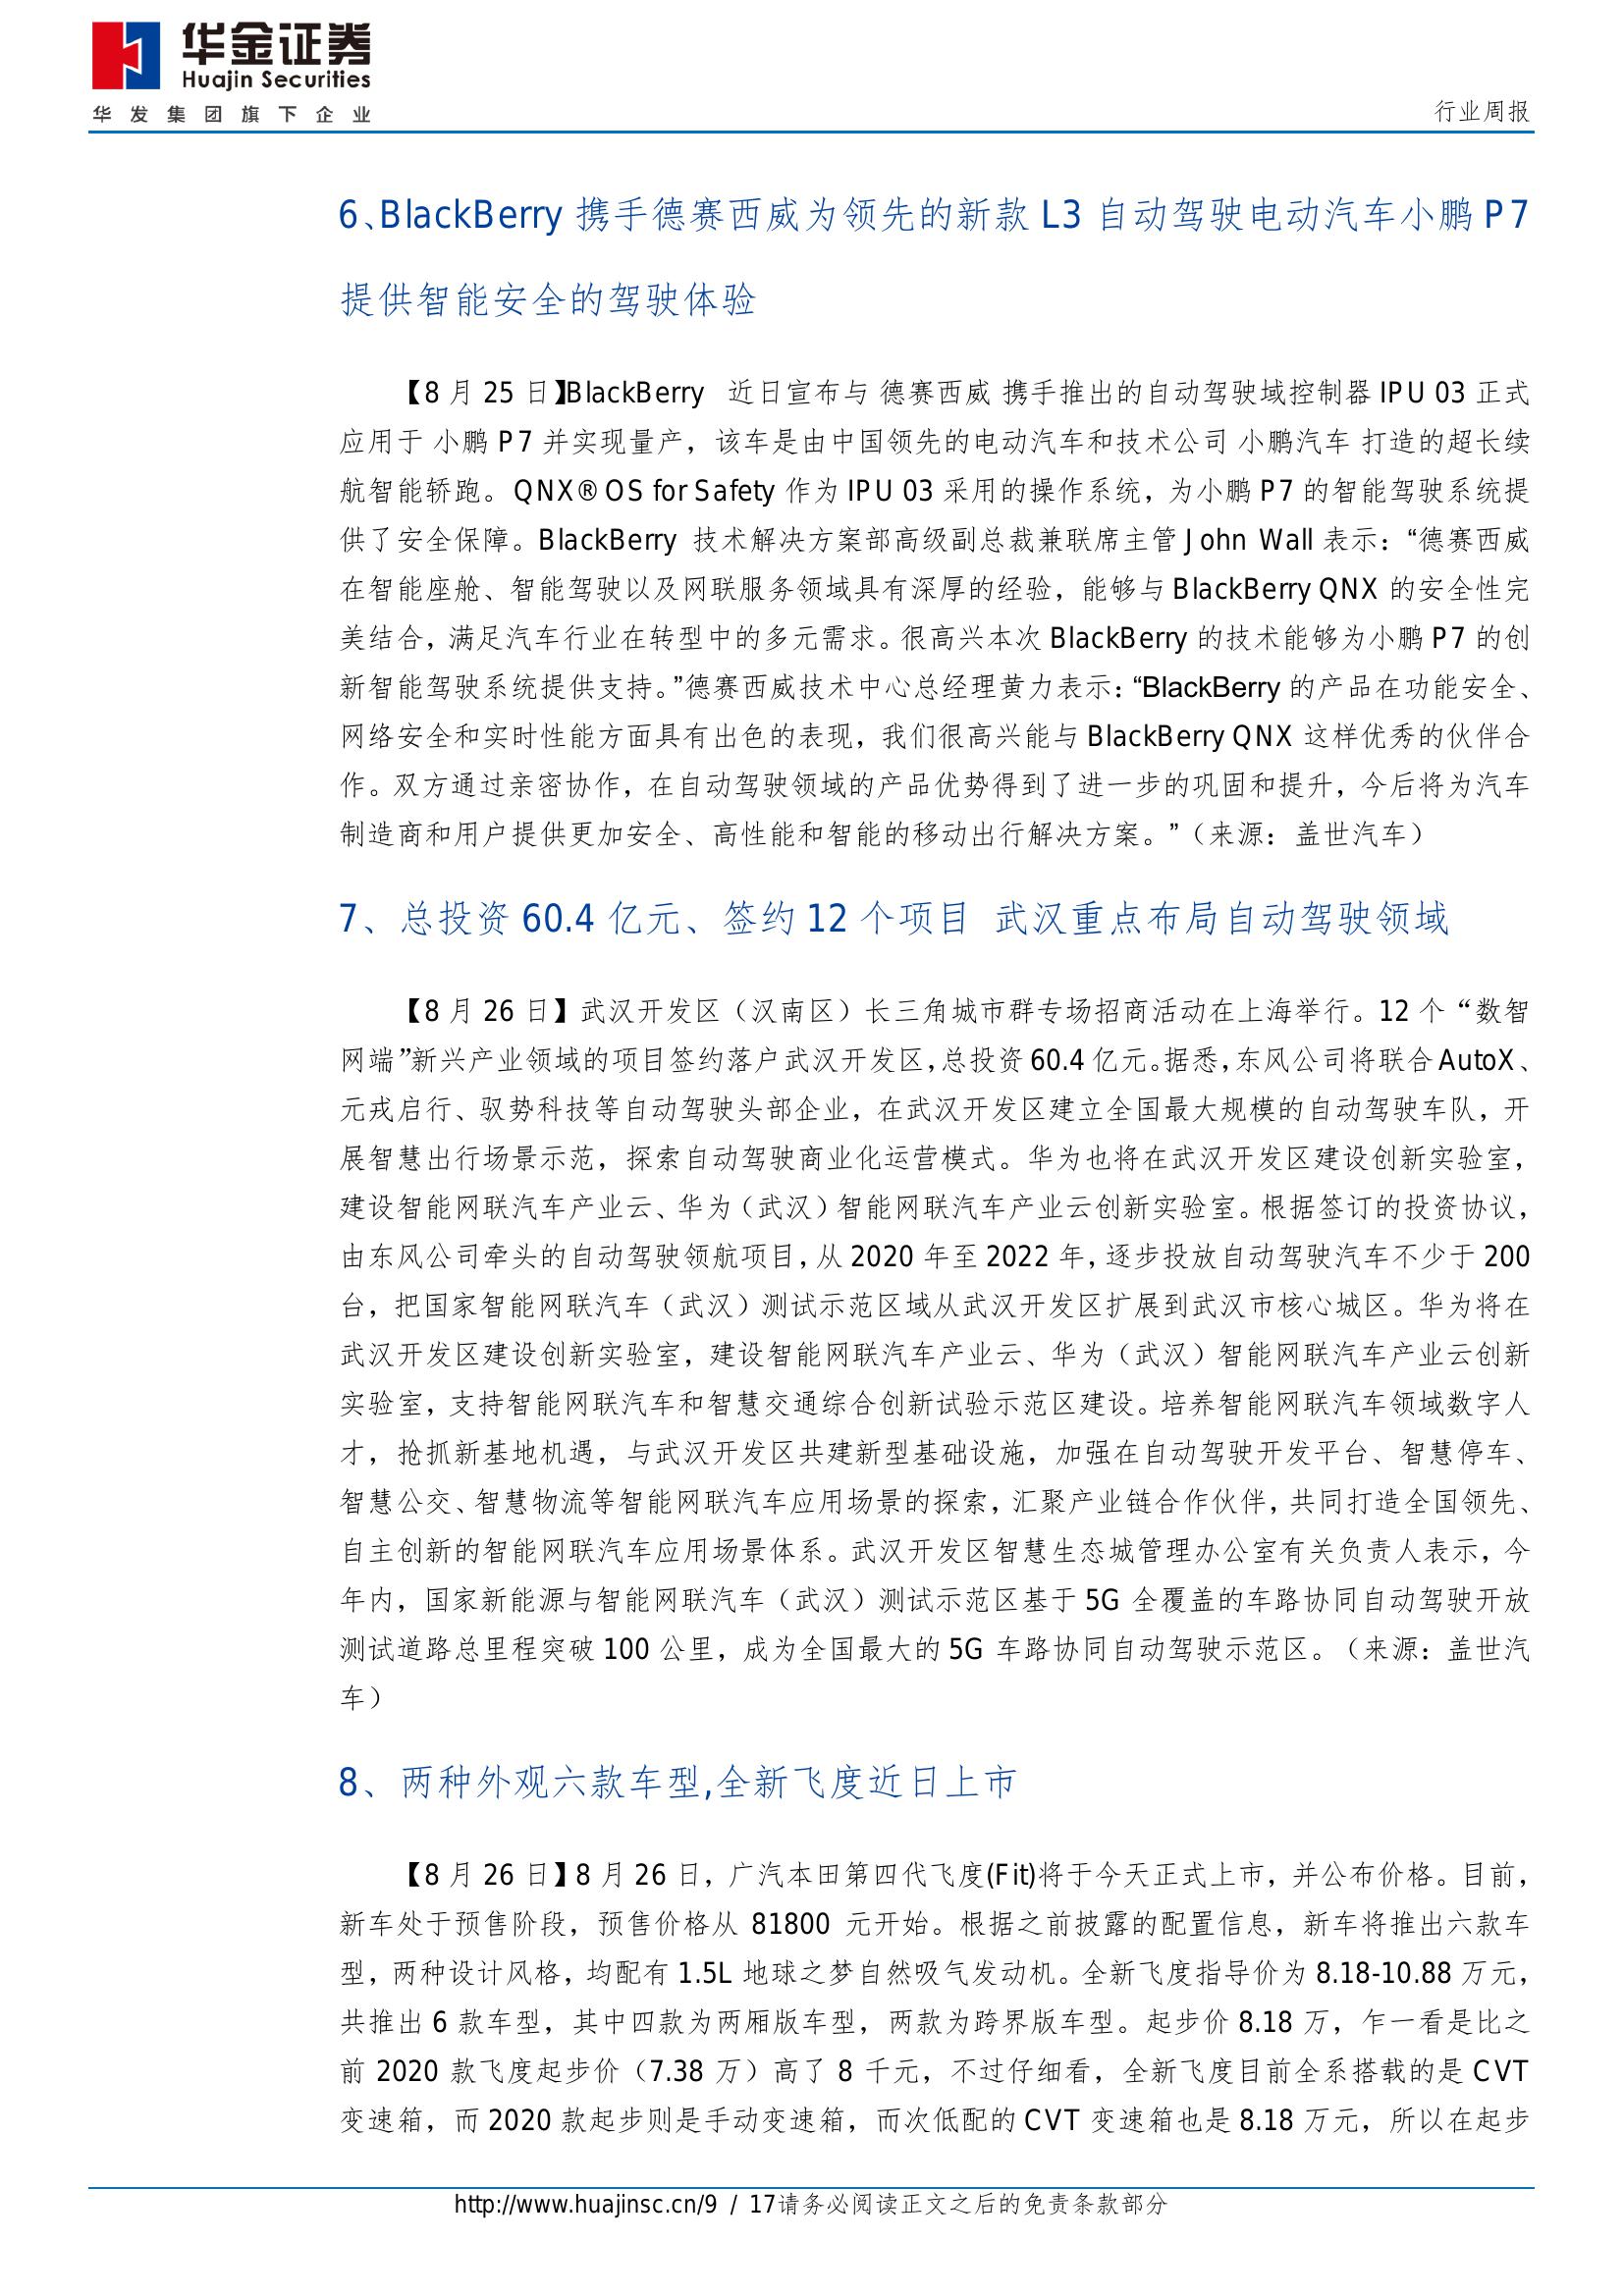 华金证券
Huajin Securities
华发集团旗下企业
行业周报
6、BlackBerry 携手德赛西威为领先的新款 L3 自动驾驶电动汽车小鹏 P7
提供智能安全的驾驶体验
【8 月 25 日】BlackBerry 近日宣布与 德赛西威 携手推出的自动驾驶域控制器 IPU 03 正式
应用于 小鹏 P7 并实现量产，该车是由中国领先的电动汽车和技术公司 小鹏汽车 打造的超长续
航智能轿跑。QNX® OS for Safety 作为 IPU 03 采用的操作系统，为小鹏 P7 的智能驾驶系统提
供了安全保障。BlackBerry 技术解决方案部高级副总裁兼联席主管 John Wall 表示：“德赛西威
在智能座舱、智能驾驶以及网联服务领域具有深厚的经验，能够与 BlackBerry QNX 的安全性完
美结合，满足汽车行业在转型中的多元需求。很高兴本次 BlackBerry 的技术能够为小鹏 P7 的创
新智能驾驶系统提供支持。”德赛西威技术中心总经理黄力表示：“BlackBerry 的产品在功能安全、
网络安全和实时性能方面具有出色的表现，我们很高兴能与 BlackBerry QNX 这样优秀的伙伴合
作。双方通过亲密协作，在自动驾驶领域的产品优势得到了进一步的巩固和提升，今后将为汽车
制造商和用户提供更加安全、高性能和智能的移动出行解决方案。”（来源：盖世汽车）
7、总投资 60.4 亿元、签约 12 个项目 武汉重点布局自动驾驶领域
【8 月 26 日】武汉开发区（汉南区）长三角城市群专场招商活动在上海举行。12 个“数智
网端”新兴产业领域的项目签约落户武汉开发区，总投资 60.4 亿元。据悉，东风公司将联合 AutoX、
元戎启行、驭势科技等自动驾驶头部企业，在武汉开发区建立全国最大规模的自动驾驶车队，开
展智慧出行场景示范，探索自动驾驶商业化运营模式。华为也将在武汉开发区建设创新实验室，
建设智能网联汽车产业云、华为（武汉）智能网联汽车产业云创新实验室。根据签订的投资协议，
由东风公司牵头的自动驾驶领航项目，从 2020 年至 2022 年，逐步投放自动驾驶汽车不少于 200
台，把国家智能网联汽车（武汉）测试示范区域从武汉开发区扩展到武汉市核心城区。华为将在
武汉开发区建设创新实验室，建设智能网联汽车产业云、华为（武汉）智能网联汽车产业云创新
实验室，支持智能网联汽车和智慧交通综合创新试验示范区建设。培养智能网联汽车领域数字人
才，抢抓新基地机遇，与武汉开发区共建新型基础设施，加强在自动驾驶开发平台、智慧停车、
智慧公交、智慧物流等智能网联汽车应用场景的探索，汇聚产业链合作伙伴，共同打造全国领先、
自主创新的智能网联汽车应用场景体系。武汉开发区智慧生态城管理办公室有关负责人表示，今
年内，国家新能源与智能网联汽车（武汉）测试示范区基于 5G 全覆盖的车路协同自动驾驶开放
测试道路总里程突破 100 公里，成为全国最大的 5G 车路协同自动驾驶示范区。（来源：盖世汽
车）
8、两种外观六款车型,全新飞度近日上市
【8 月 26 日】8 月 26 日，广汽本田第四代飞度(Fit)将于今天正式上市，并公布价格。目前，
新车处于预售阶段，预售价格从 81800 元开始。根据之前披露的配置信息，新车将推出六款车
型，两种设计风格，均配有 1.5L 地球之梦自然吸气发动机。全新飞度指导价为 8.18-10.88 万元，
共推出 6 款车型，其中四款为两厢版车型，两款为跨界版车型。起步价 8.18 万，乍一看是比之
前 2020 款飞度起步价（7.38 万）高了 8 千元，不过仔细看，全新飞度目前全系搭载的是 CVT
变速箱，而 2020 款起步则是手动变速箱，而次低配的 CVT 变速箱也是 8.18 万元，所以在起步
http://www.huajinsc.cn/9 / 17请务必阅读正文之后的免责条款部分